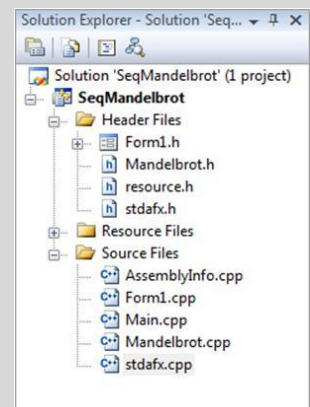 Solution Explorer - Solution 'Seq...
Solution 'SeqMandelbrot' (1 project)
SeqMandelbrot
Header Files
Form1.h
Mandelbrot.h
resource.h
stdafx.h
Resource Files
Source Files
AssemblyInfo.cpp
Form1.cpp
Main.cpp
Mandelbrot.cpp
stdafx.cpp